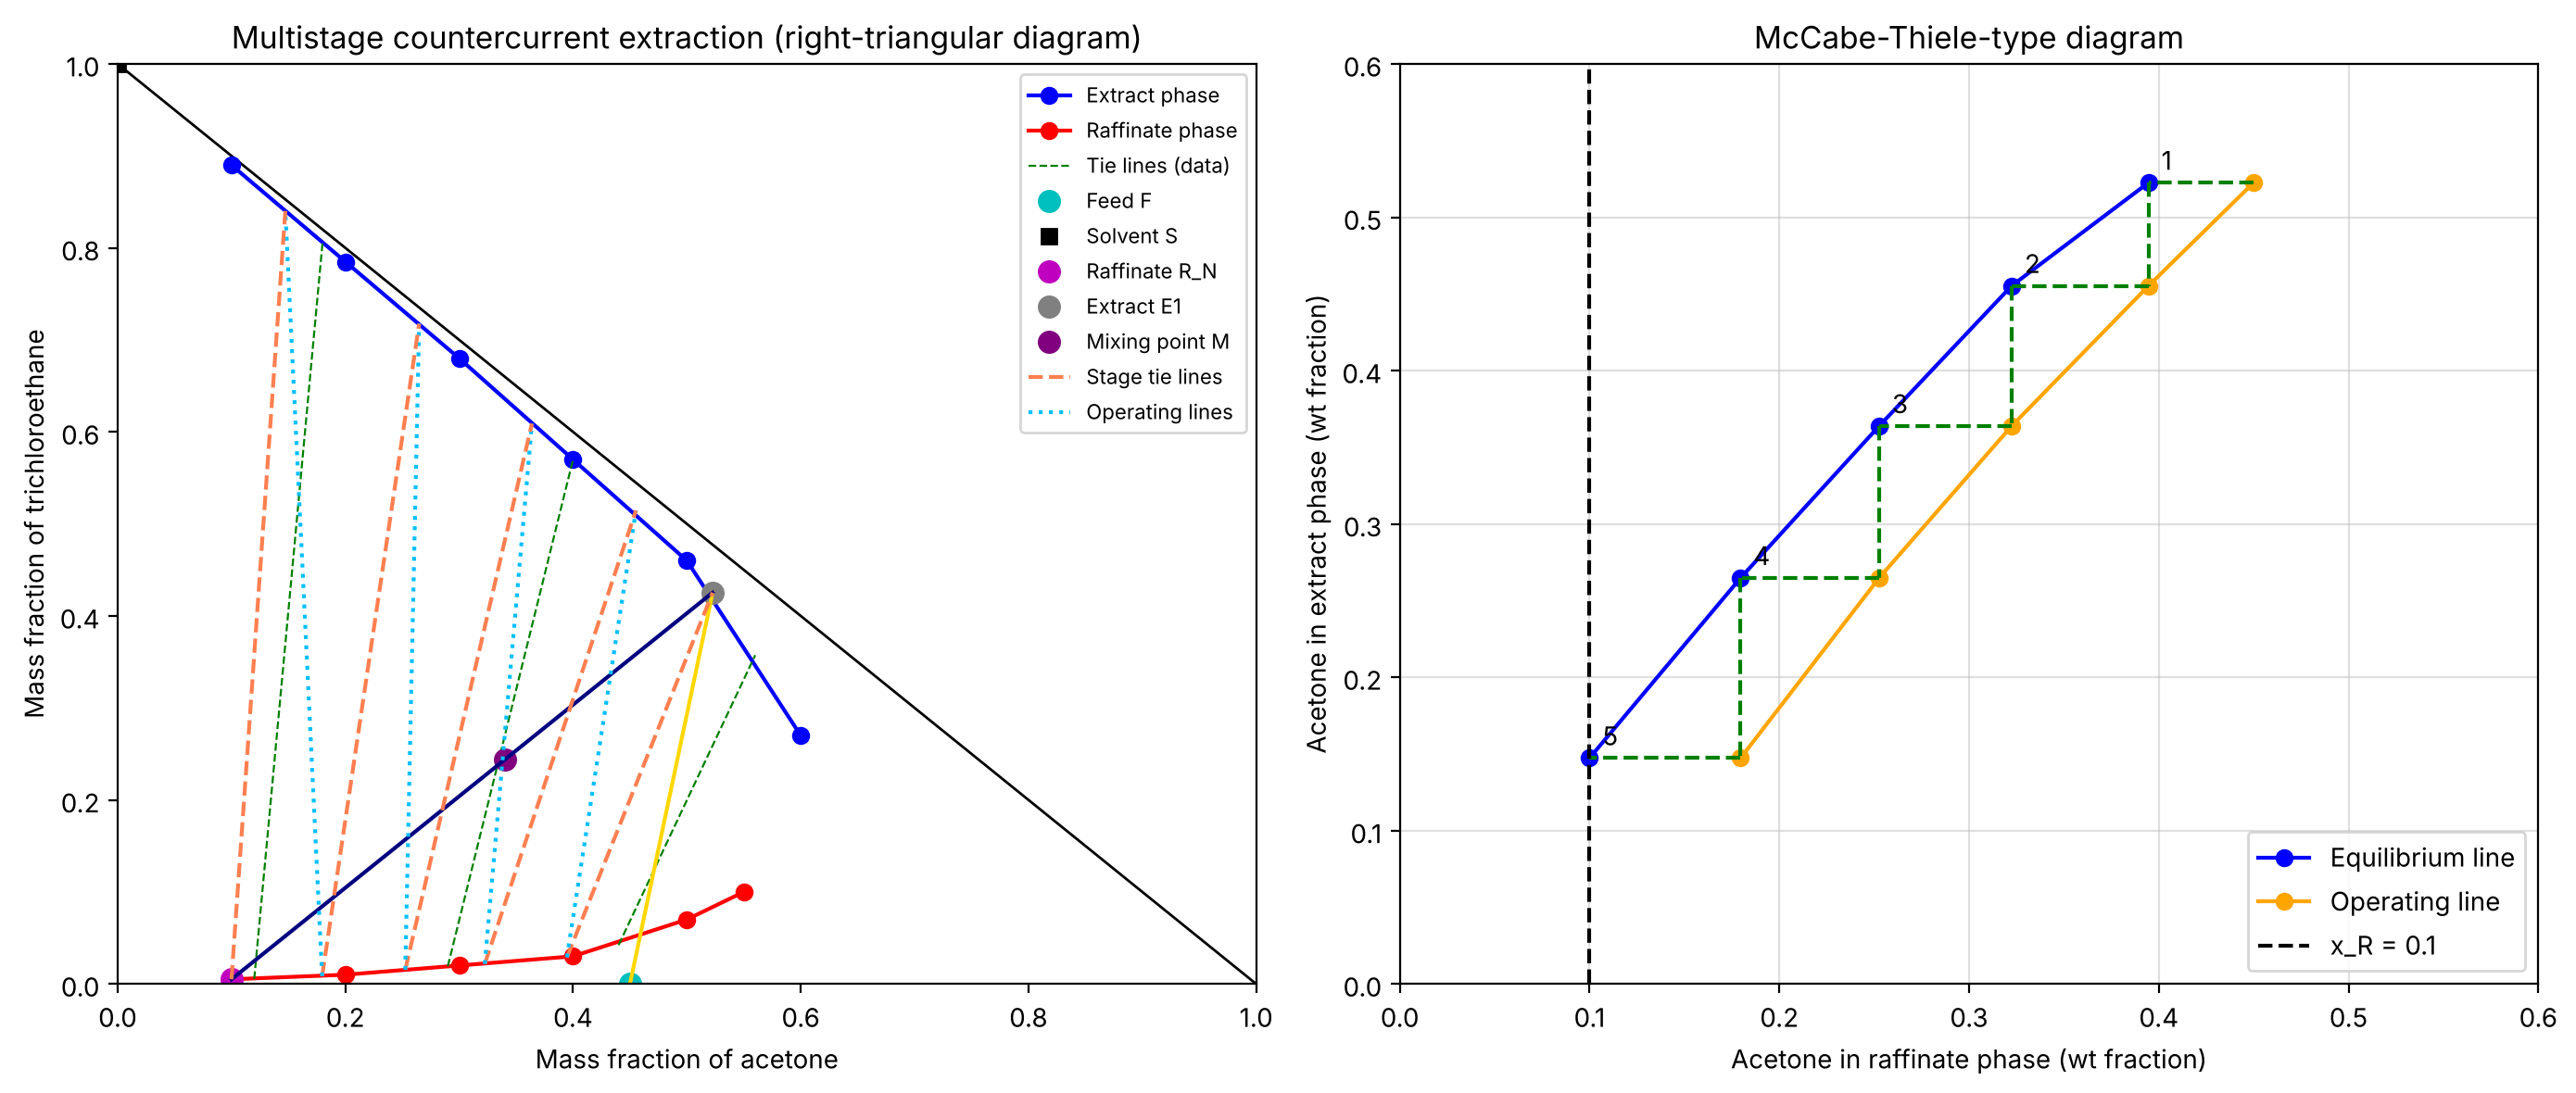 Multistage countercurrent extraction (right-triangular diagram)
Mass fraction of trichloroethane
1.0
0.8
0.6
0.4
0.2
0.0
0.0 0.2 0.4 0.6 0.8 1.0
Mass fraction of acetone
Extract phase
Raffinate phase
Tie lines (data)
Feed F
Solvent S
Raffinate R_N
Extract E1
Mixing point M
Stage tie lines
Operating lines
McCabe-Thiele-type diagram
Acetone in extract phase (wt fraction)
0.6
0.5
0.4
0.3
0.2
0.1
0.0
1
2
3
4
5
0.0 0.1 0.2 0.3 0.4 0.5 0.6
Acetone in raffinate phase (wt fraction)
Equilibrium line
Operating line
x_R = 0.1